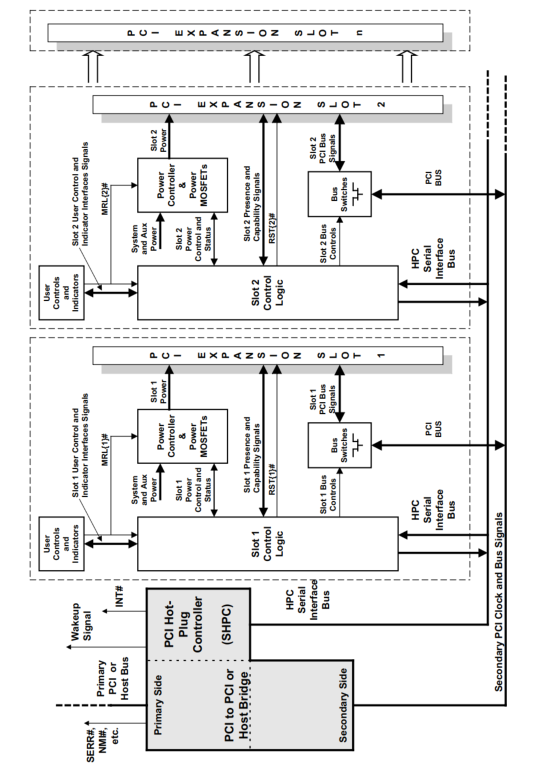 SERR#,
NMI#,
etc.
Primary
PCI or
Host Bus
Wakeup
Signal
INT#
Primary Side
PCI Hot-
Plug
Controller
(SHPC)
PCI to PCI or
Host Bridge
Secondary Side
HPC
Serial
Interface
Bus
User
Controls
and
Indicators
Slot 1 User Control and
Indicator Interfaces Signals
MRL{1}#
System
and Aux
Power
Power
Controller
&
Power
MOSFETs
Slot 1
Power
Slot 1
Power
Control and
Status
Slot 1 Presence and
Capability Signals
RST{1}#
Slot 1
Control
Logic
Slot 1 Bus
Controls
Bus
Switches
Slot 1
PCI Bus
Signals
HPC
Serial
Interface
Bus
PCI
BUS
PCI EXPANSION SLOT 1
User
Controls
and
Indicators
Slot 2 User Control and
Indicator Interfaces Signals
MRL{2}#
System
and Aux
Power
Power
Controller
&
Power
MOSFETs
Slot 2
Power
Slot 2
Power
Control and
Status
Slot 2 Presence and
Capability Signals
RST{2}#
Slot 2
Control
Logic
Slot 2 Bus
Controls
Bus
Switches
Slot 2
PCI Bus
Signals
HPC
Serial
Interface
Bus
PCI
BUS
PCI EXPANSION SLOT 2
PCI EXPANSION SLOT n
Secondary PCI Clock and Bus Signals